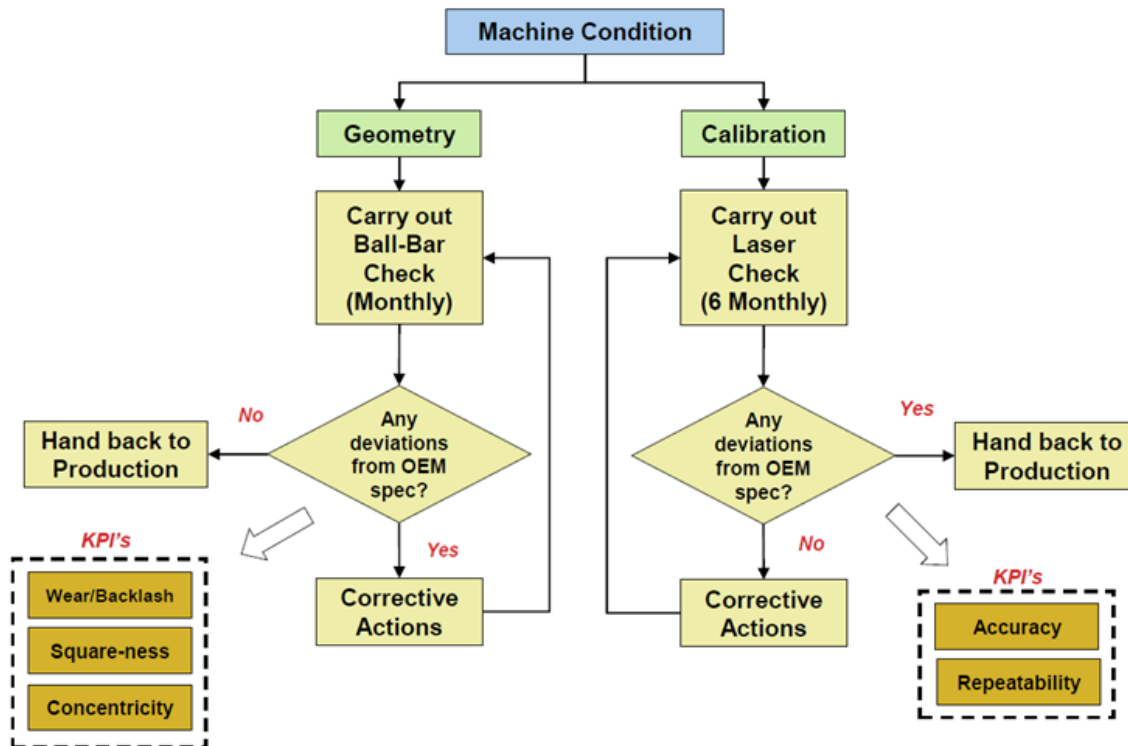 Machine Condition
Geometry
Calibration
Carry out
Ball-Bar
Check
(Monthly)
Carry out
Laser
Check
(6 Monthly)
No
Any
deviations
from OEM
spec?
Hand back to
Production
Yes
Any
deviations
from OEM
spec?
Hand back to
Production
KPI's
Yes
No
KPI's
Wear/Backlash
Square-ness
Concentricity
Corrective
Actions
Corrective
Actions
Accuracy
Repeatability